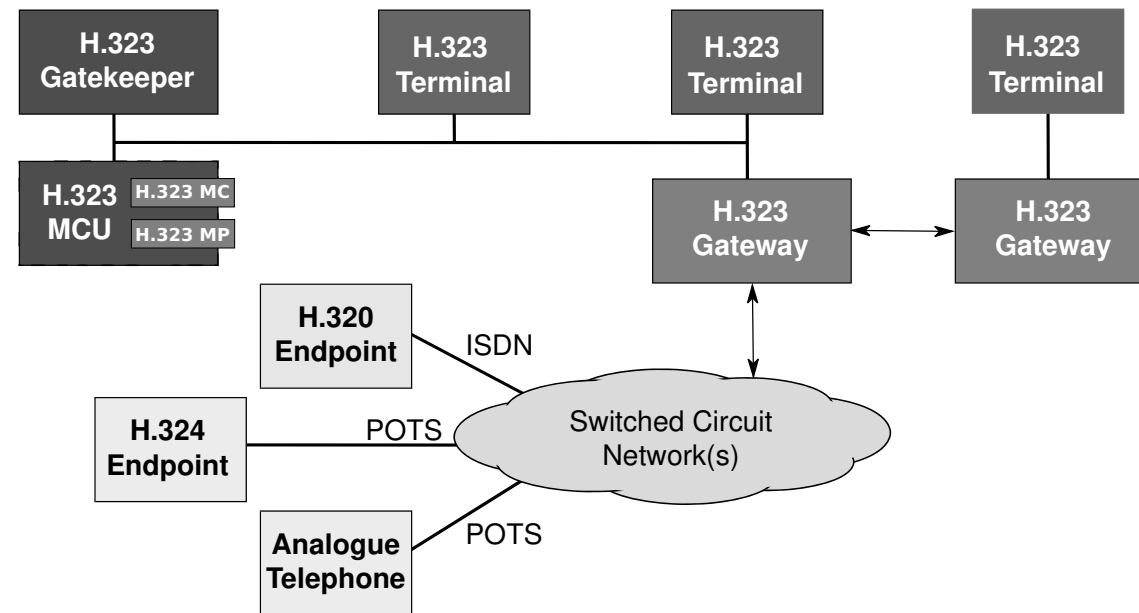 H.323
Gatekeeper
H.323
Terminal
H.323
Terminal
H.323
Terminal
H.323
MCU
H.323 MC
H.323 MP
H.323
Gateway
H.323
Gateway
H.320
Endpoint
ISDN
H.324
Endpoint
POTS
Switched Circuit
Network(s)
Analogue
Telephone
POTS